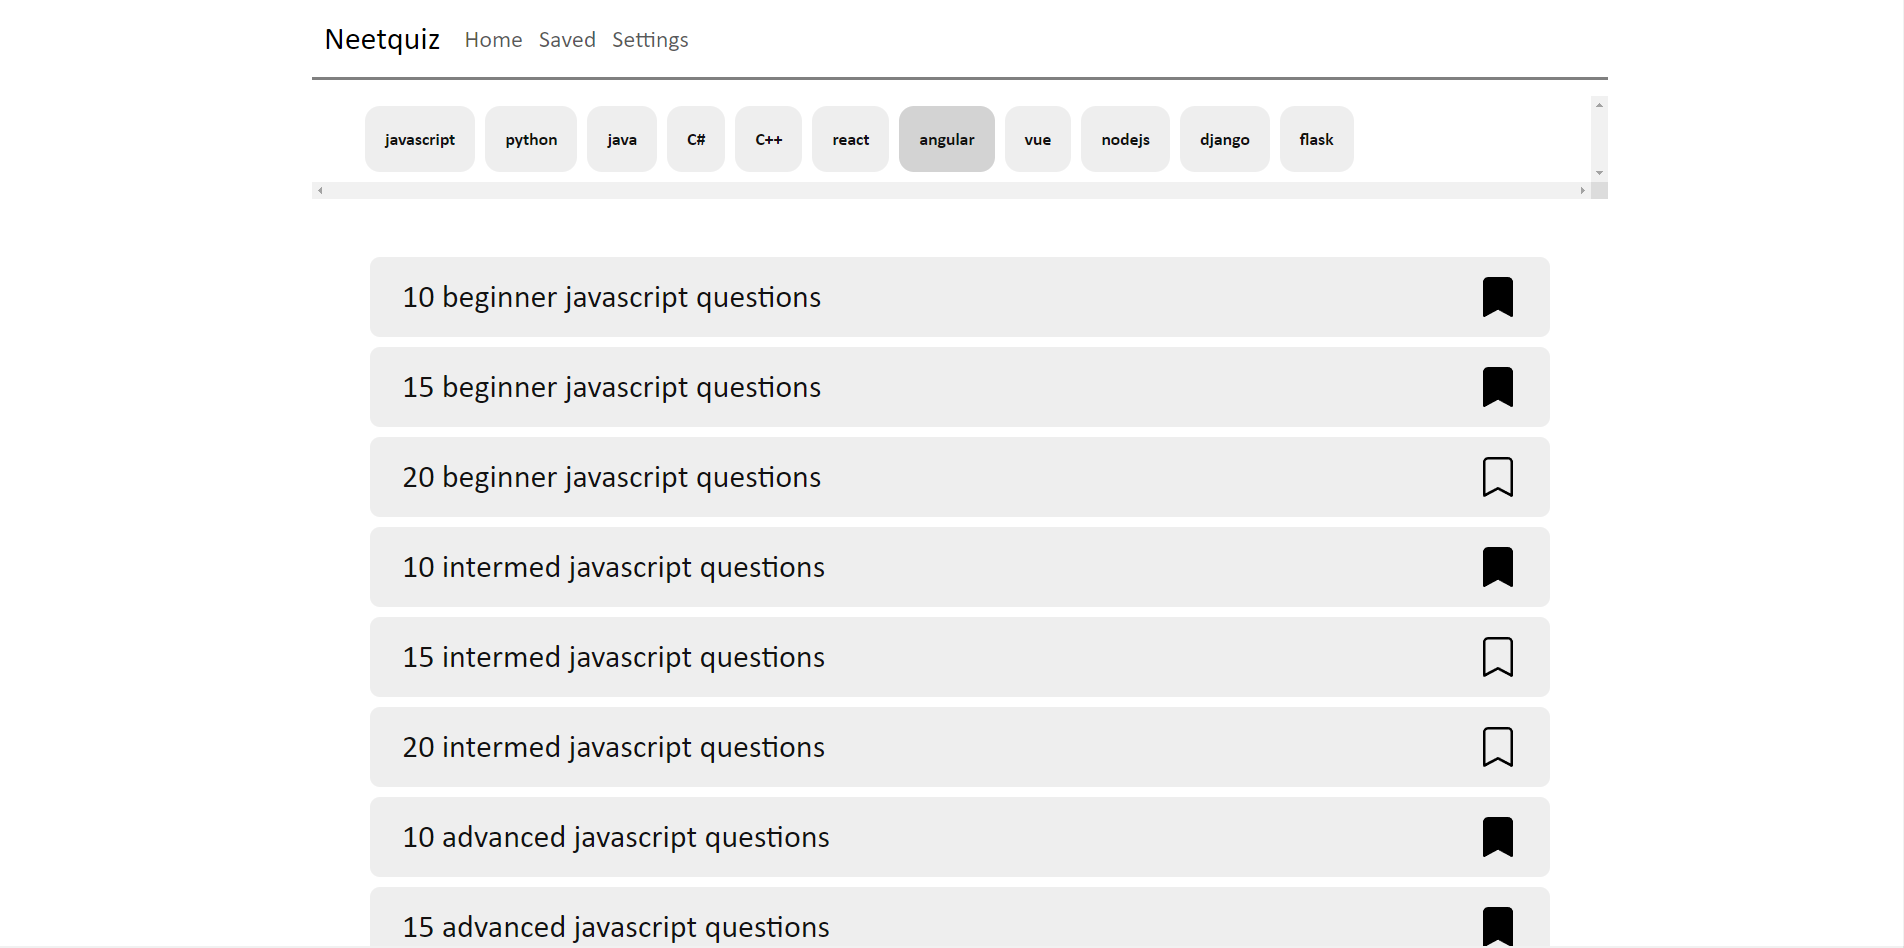 Neetquiz Home Saved Settings
javascript python java C# C++ react angular vue nodejs django flask
10 beginner javascript questions
15 beginner javascript questions
20 beginner javascript questions
10 intermed javascript questions
15 intermed javascript questions
20 intermed javascript questions
10 advanced javascript questions
15 advanced javascript questions